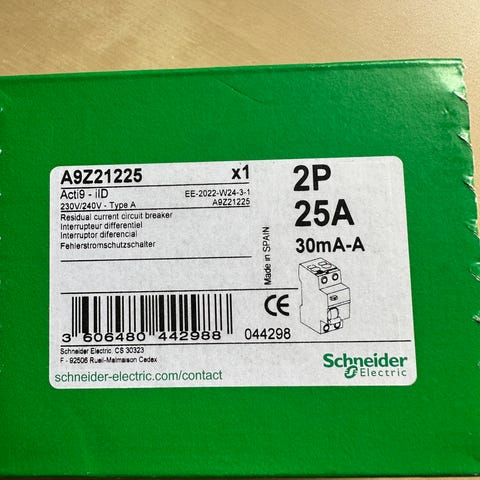 A9Z21225 x1
Acti9 - iID EE-2022-W24-3-1
230V/240V - Type A A9Z21225
Residual current circuit breaker
Interrupteur différentiel
Interruptor diferencial
Fehlerstromschutzschalter
2P
25A
30mA-A
Made in SPAIN
3 606480 442988 044298
CE
Schneider Electric. CS 30323
F - 92506 Rueil-Malmaison Cedex
schneider-electric.com/contact
Schneider
Electric